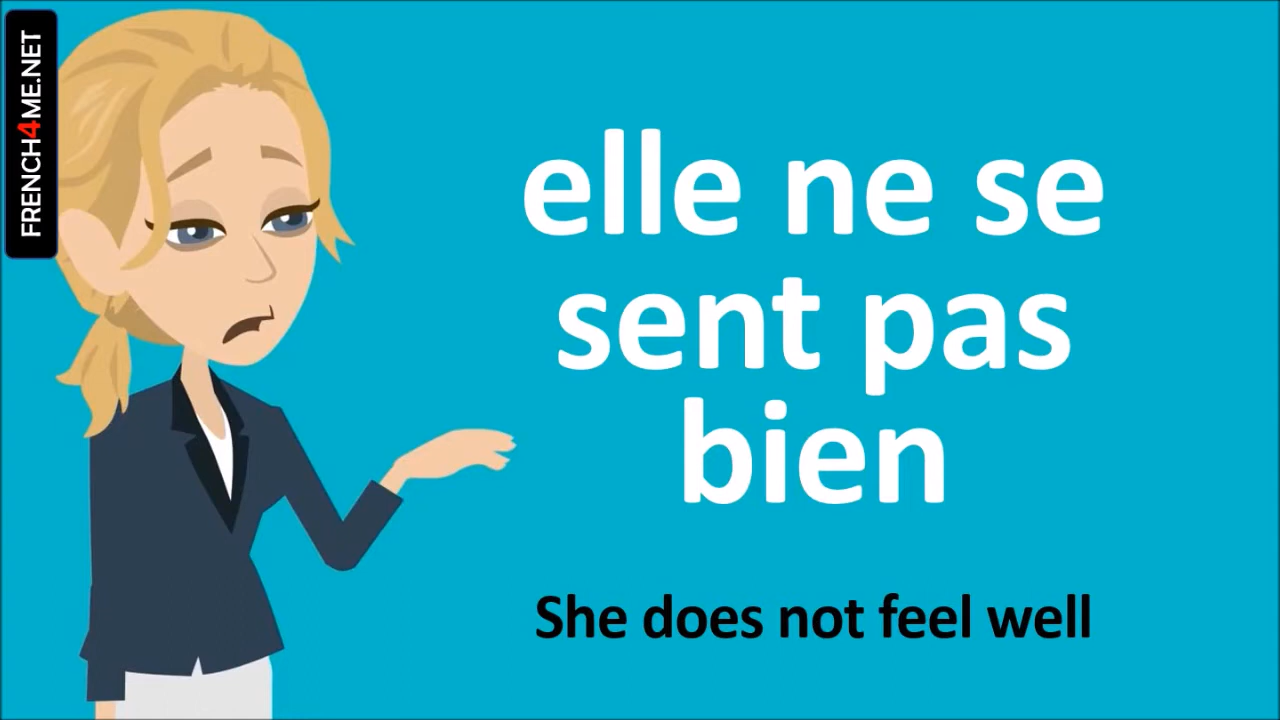 FRENCH4ME.NET
elle ne se
sent pas
bien
She does not feel well